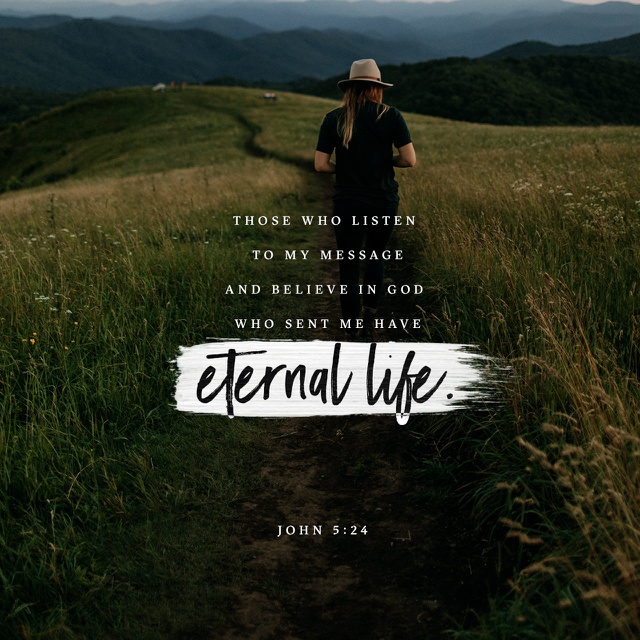 THOSE WHO LISTEN
TO MY MESSAGE
AND BELIEVE IN GOD
WHO SENT ME HAVE
eternal life.
JOHN 5:24